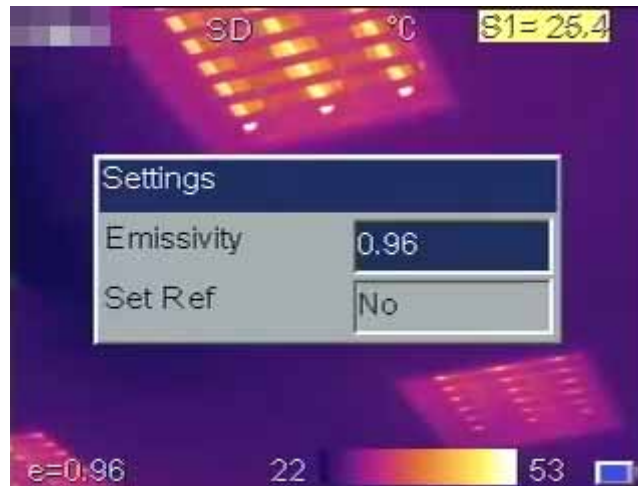 SD °C S1= 25.4
Settings
Emissivity 0.96
Set Ref No
e=0.96 22 53